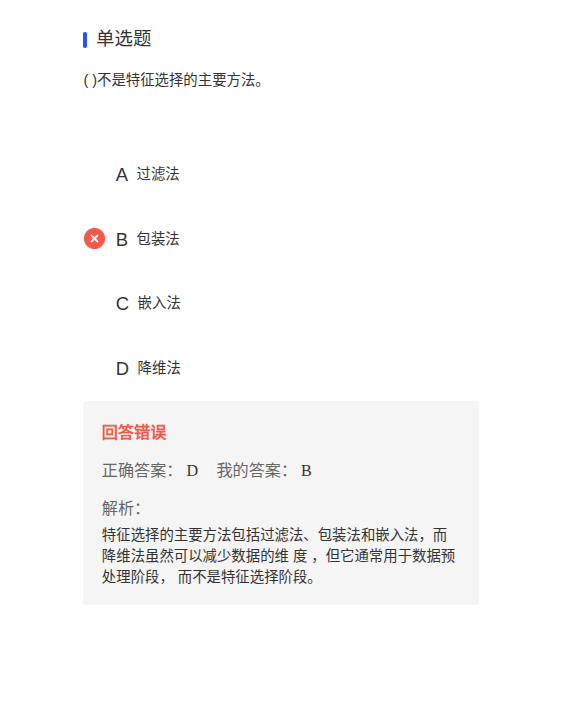 单选题
( )不是特征选择的主要方法。
A 过滤法
B 包装法
C 嵌入法
D 降维法
回答错误
正确答案： D 我的答案： B
解析：
特征选择的主要方法包括过滤法、包装法和嵌入法，而
降维法虽然可以减少数据的维 度 ，但它通常用于数据预
处理阶段， 而不是特征选择阶段。